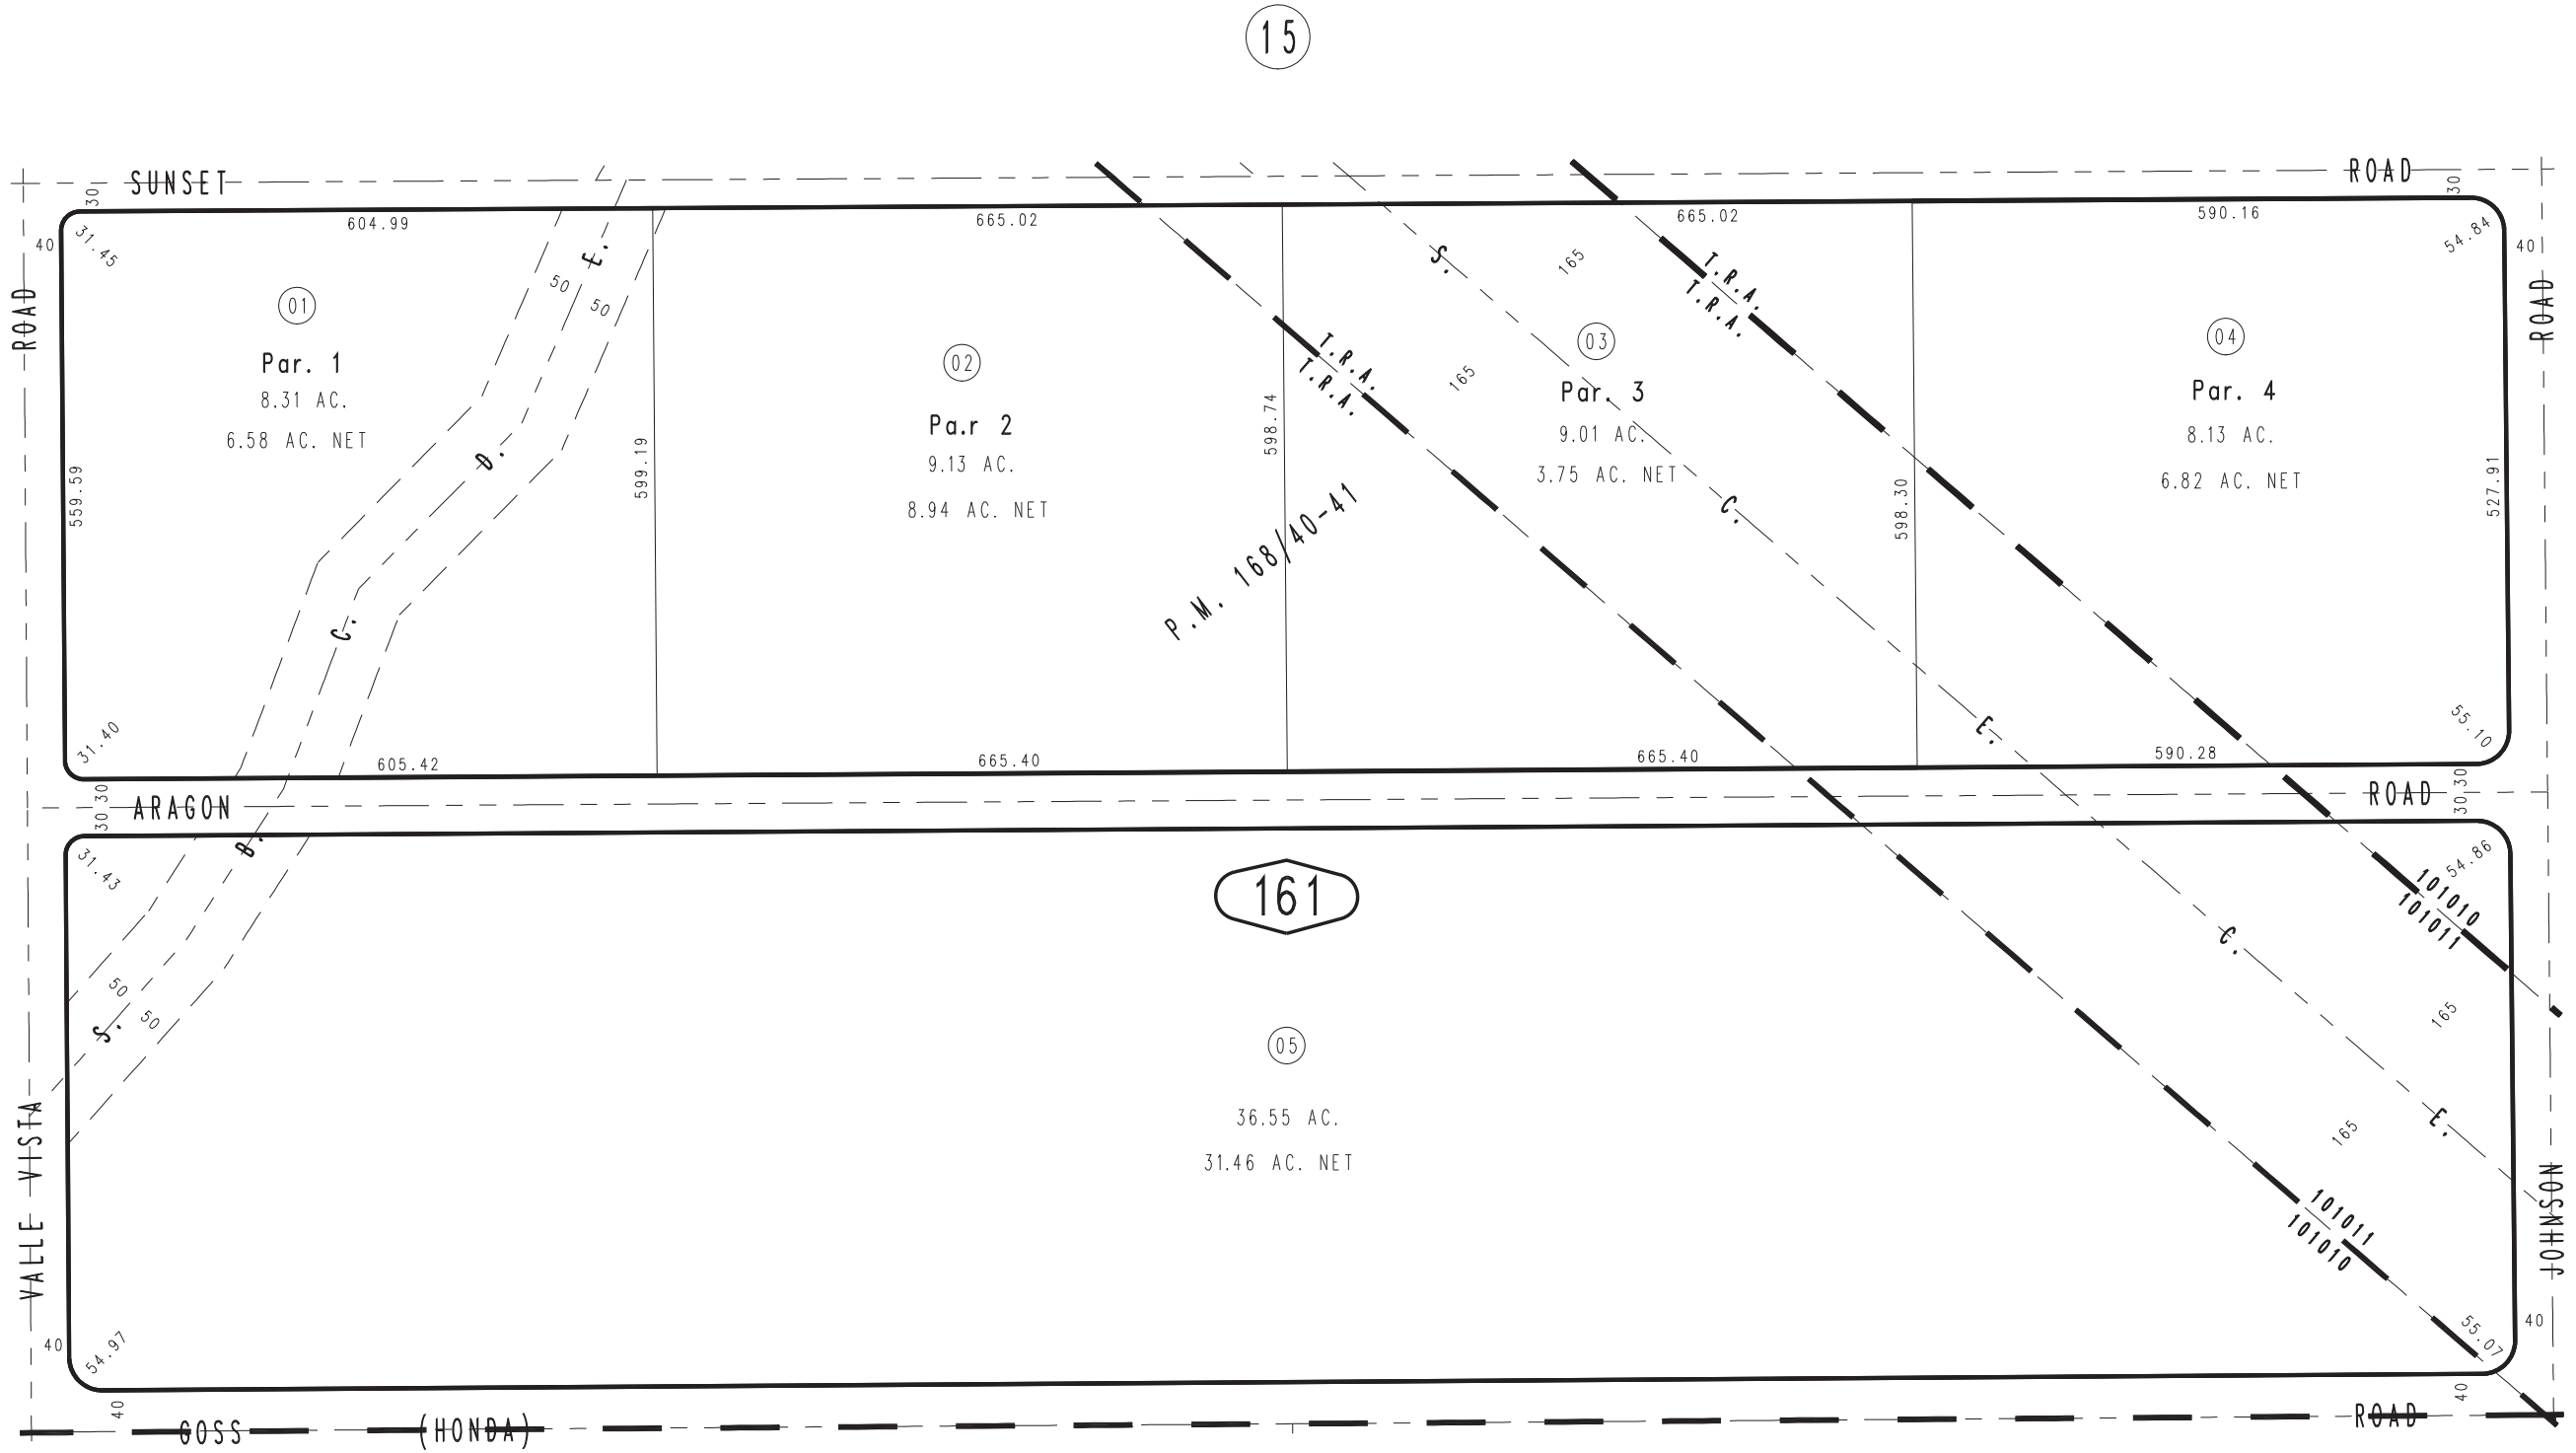 15
SUNSET
ROAD
30
30
604.99
665.02
665.02
590.16
40
31.45
54.84
40
ROAD
ROAD
E.
50
50
S.
165
T.R.A.
T.R.A.
01
Par. 1
8.31 AC.
6.58 AC. NET
02
Pa.r 2
9.13 AC.
8.94 AC. NET
T.R.A.
T.R.A.
165
03
Par. 3
9.01 AC.
3.75 AC. NET
04
Par. 4
8.13 AC.
6.82 AC. NET
559.59
599.19
598.74
598.30
527.91
D.
C.
C.
P.M. 168/40-41
E.
31.40
55.10
605.42
665.40
665.40
590.28
30
30
30
30
ARAGON
ROAD
B.
31.43
54.86
161
101010
101011
C.
50
50
S.
05
36.55 AC.
31.46 AC. NET
165
165
E.
VALLE VISTA
JOHNSON
101011
101010
40
54.97
55.07
40
40
40
GOSS
(HONDA)
ROAD